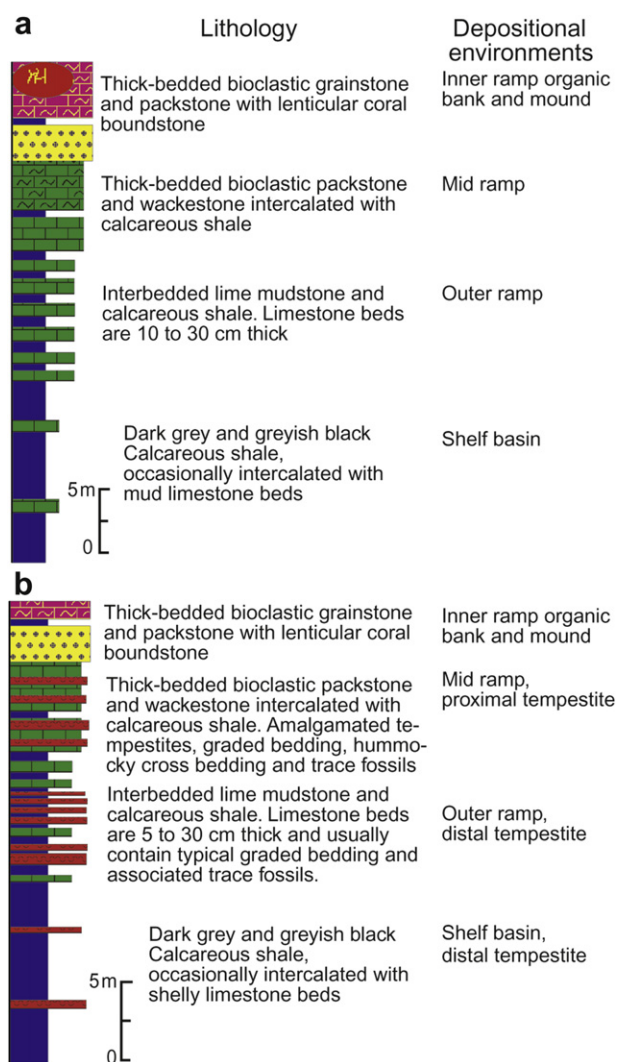 a
Lithology
Depositional
environments
Thick-bedded bioclastic grainstone
and packstone with lenticular coral
boundstone
Inner ramp organic
bank and mound
Thick-bedded bioclastic packstone
and wackestone intercalated with
calcareous shale
Mid ramp
Interbedded lime mudstone and
calcareous shale. Limestone beds
are 10 to 30 cm thick
Outer ramp
Dark grey and greyish black
Calcareous shale,
occasionally intercalated with
mud limestone beds
Shelf basin
5m
0
b
Thick-bedded bioclastic grainstone
and packstone with lenticular coral
boundstone
Inner ramp organic
bank and mound
Thick-bedded bioclastic packstone
and wackestone intercalated with
calcareous shale. Amalgamated te-
mpestites, graded bedding, hummo-
cky cross bedding and trace fossils
Mid ramp,
proximal tempestite
Interbedded lime mudstone and
calcareous shale. Limestone beds
are 5 to 30 cm thick and usually
contain typical graded bedding and
associated trace fossils.
Outer ramp,
distal tempestite
Dark grey and greyish black
Calcareous shale,
occasionally intercalated with
shelly limestone beds
Shelf basin,
distal tempestite
5m
0